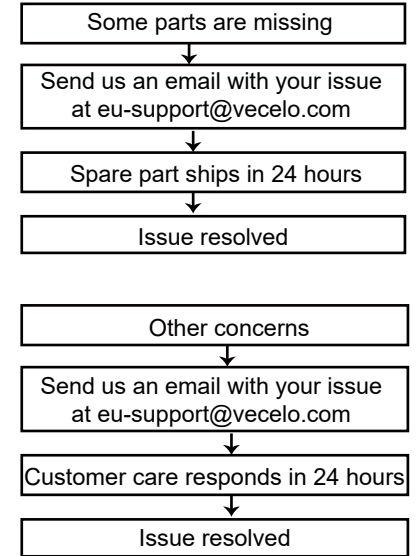 Some parts are missing
Send us an email with your issue
at eu-support@vecelo.com
Spare part ships in 24 hours
Issue resolved
Other concerns
Send us an email with your issue
at eu-support@vecelo.com
Customer care responds in 24 hours
Issue resolved